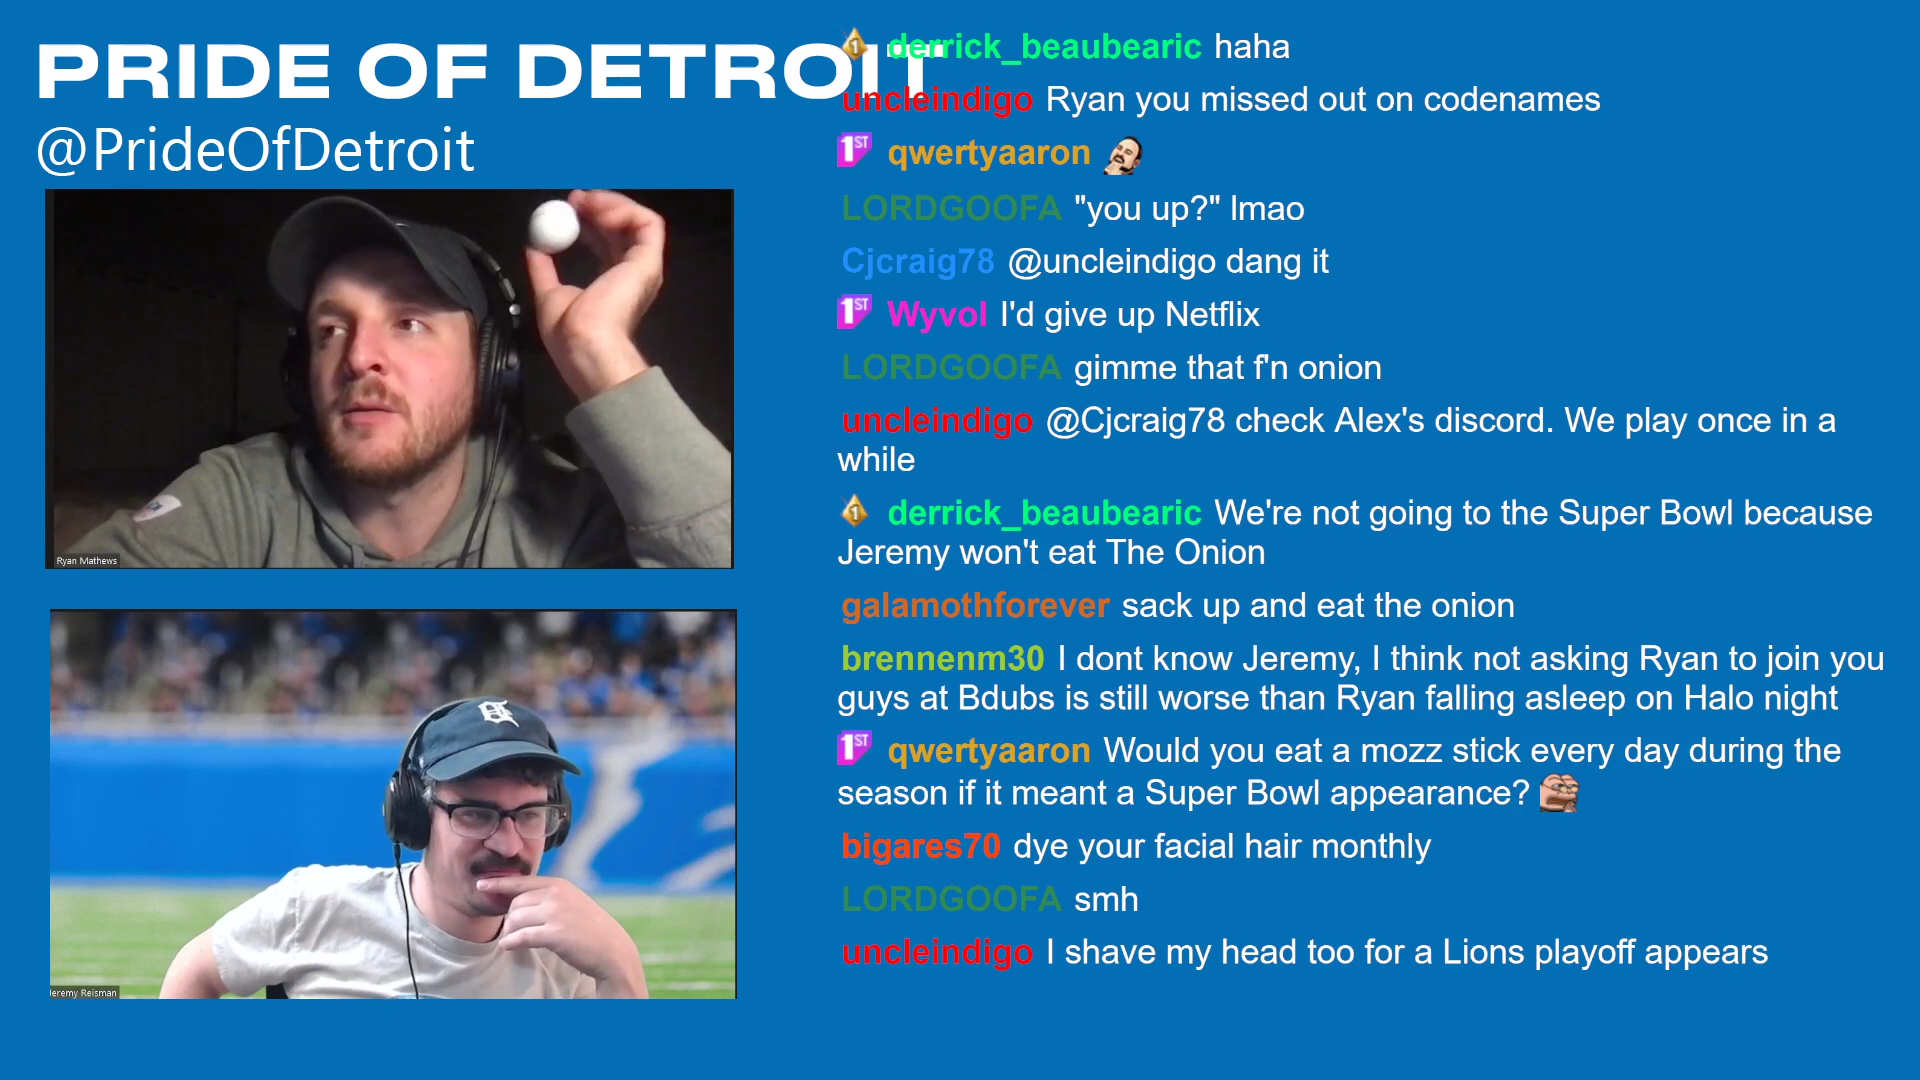 PRIDE OF DETROIT
@PrideOfDetroit
Ryan Mathews
Jeremy Reisman
derrick_beaubearic haha
uncleindigo Ryan you missed out on codenames
1ST qwertyaaron
LORDGOOFA "you up?" lmao
Cjcraig78 @uncleindigo dang it
1ST Wyvol I'd give up Netflix
LORDGOOFA gimme that f'n onion
uncleindigo @Cjcraig78 check Alex's discord. We play once in a
while
1 derrick_beaubearic We're not going to the Super Bowl because
Jeremy won't eat The Onion
galamothforever sack up and eat the onion
brennenm30 I dont know Jeremy, I think not asking Ryan to join you
guys at Bdubs is still worse than Ryan falling asleep on Halo night
1ST qwertyaaron Would you eat a mozz stick every day during the
season if it meant a Super Bowl appearance?
bigares70 dye your facial hair monthly
LORDGOOFA smh
uncleindigo I shave my head too for a Lions playoff appears